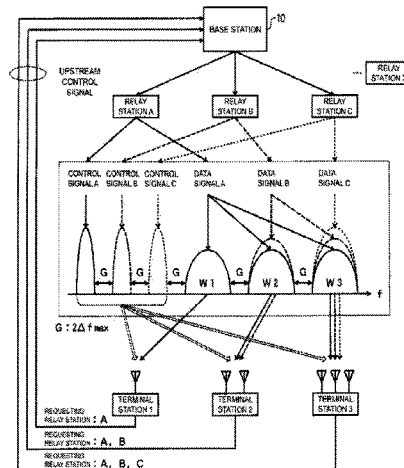 BASE STATION
10
UPSTREAM
CONTROL
SIGNAL
RELAY
STATION A
RELAY
STATION B
RELAY
STATION C
RELAY
STATION
CONTROL
SIGNAL A
CONTROL
SIGNAL B
CONTROL
SIGNAL C
DATA
SIGNAL A
DATA
SIGNAL B
DATA
SIGNAL C
G
G
G
W 1
G
W 2
G
W 3
f
G : 2Δ f max
TERMINAL
STATION 1
TERMINAL
STATION 2
TERMINAL
STATION 3
REQUESTING
RELAY STATION : A
REQUESTING
RELAY STATION : A, B
REQUESTING
RELAY STATION : A, B, C